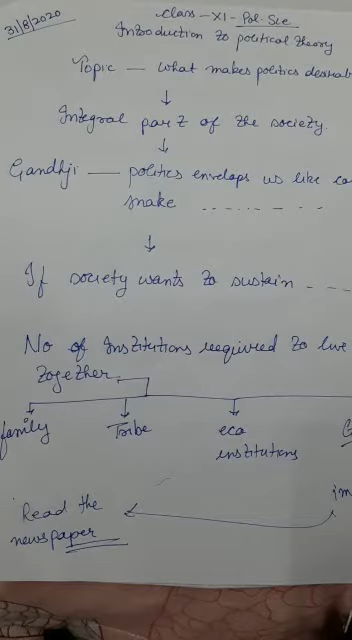 31/8/2020
Class - XI - Pol. Sce
Introduction to political theory
Topic — what makes politics desirab
Integral part of the society.
Gandhji — politics envelops us like co
snake ........
If society wants to sustain ----
No of Institutions required to live
together.
family Tribe eco
institutions
im
Read the
newspaper